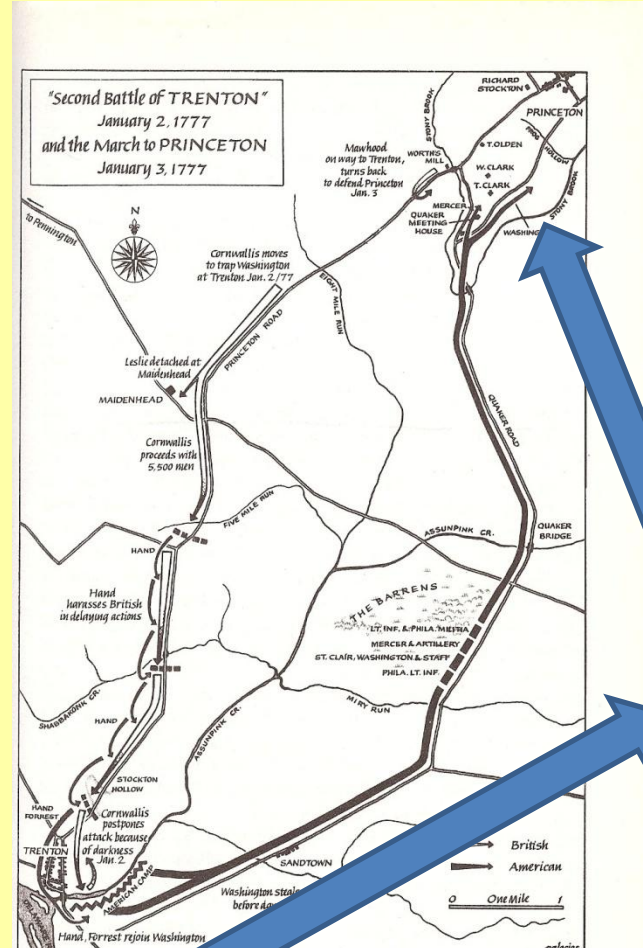 "Second Battle of TRENTON"
January 2, 1777
and the March to PRINCETON
January 3, 1777
RICHARD
STOCKTON
PRINCETON
STONY BROOK
WORTH'S
MILL
T. OLDEN
FROG HOLLOW
W. CLARK
T. CLARK
STONY BROOK
Mawhood
on way to Trenton,
turns back
to defend Princeton
Jan. 3
MERCER
QUAKER
MEETING
HOUSE
to Pennington
N
Cornwallis moves
to trap Washington
at Trenton Jan. 2/77
EIGHT MILE RUN
PRINCETON ROAD
Leslie detached at
Maidenhead
MAIDENHEAD
QUAKER ROAD
Cornwallis
proceeds with
5,500 men
FIVE MILE RUN
ASSUNPINK CR.
QUAKER
BRIDGE
HAND
THE BARRENS
Hand
harasses British
in delaying actions
LT. INF. & PHILA. MILITIA
MERCER & ARTILLERY
ST. CLAIR, WASHINGTON & STAFF
PHILA. LT. INF.
SHABBAKONK CR.
HAND
ASSUNPINK CR.
MIRY RUN
STOCKTON
HOLLOW
HAND
FORREST
Cornwallis
postpones
attack because
of darkness
Jan. 2
TRENTON
AMERICAN CAMP
SANDTOWN
British
American
Washington
before
One Mile
0 1
Hand, Forrest rejoin Washington